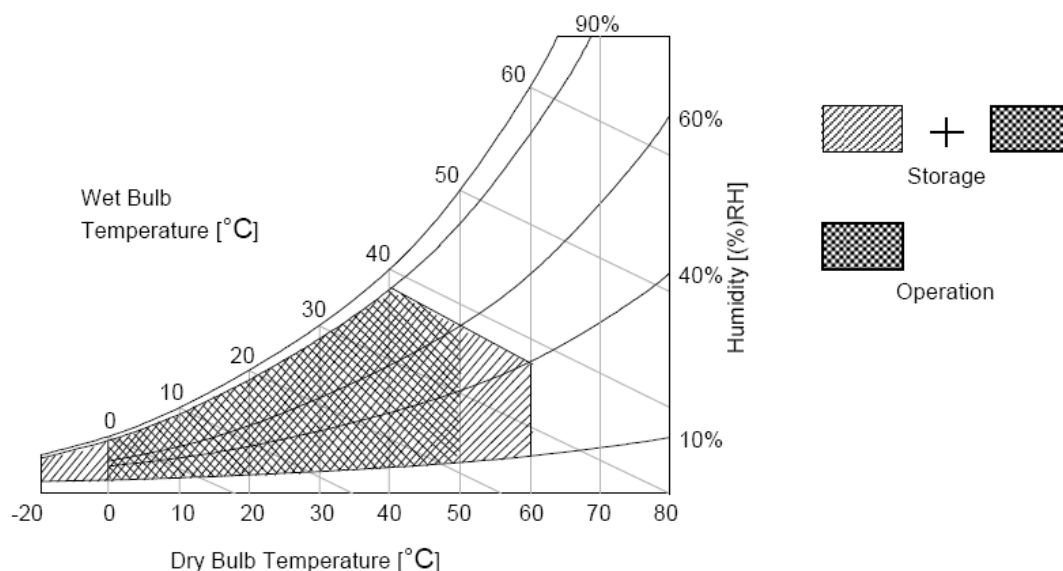 90%
60
60%
50
Wet Bulb
Temperature [°C]
40
40%
30
20
10
0
10%
Humidity [(%)RH]
-20 0 10 20 30 40 50 60 70 80
Dry Bulb Temperature [°C]
+
Storage
Operation